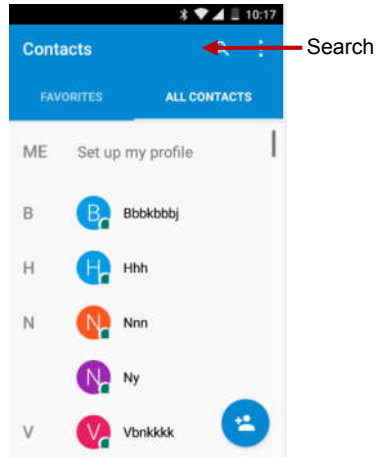 10:17
Contacts
Search
FAVORITES ALL CONTACTS
ME Set up my profile
B B Bbbkbbbj
H H Hhh
N N Nnn
N Ny
V V Vbnkkkk